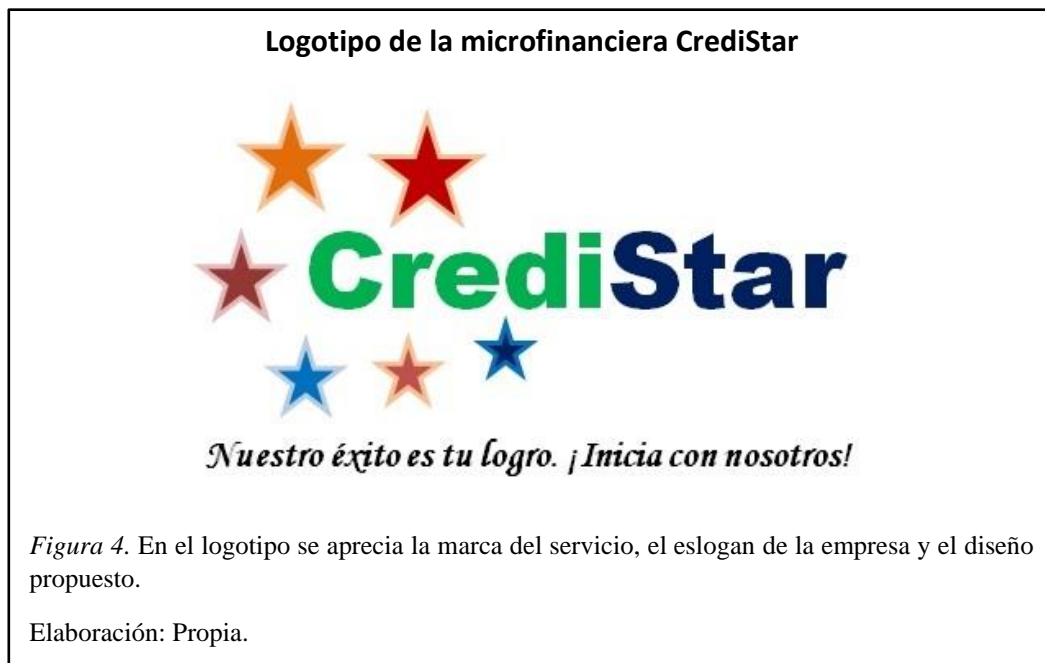 Logotipo de la microfinanciera CrediStar
CrediStar
Nuestro éxito es tu logro. ¡Inicia con nosotros!
Figura 4. En el logotipo se aprecia la marca del servicio, el eslogan de la empresa y el diseño
propuesto.
Elaboración: Propia.